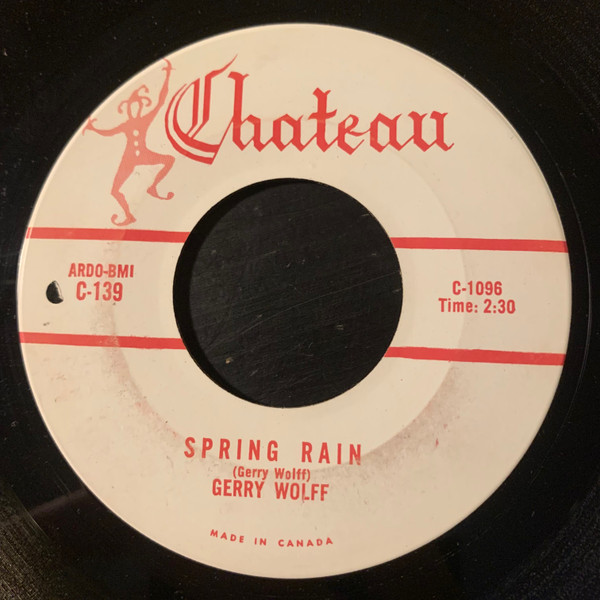 Chateau
ARDO-BMI
C-139
C-1096
Time: 2:30
SPRING RAIN
(Gerry Wolff)
GERRY WOLFF
MADE IN CANADA